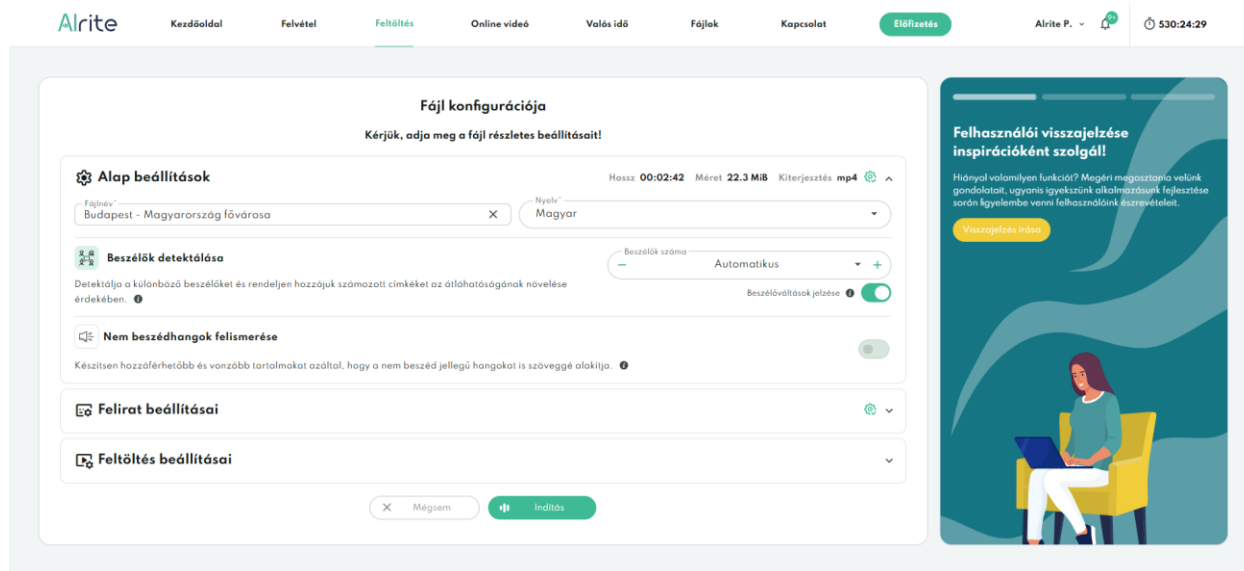 Alrite
Kezdőoldal
Felvétel
Feltöltés
Online videó
Valós idő
Fájlok
Kapcsolat
Előfizetés
Alrite P.
9+
530:24:29
Fájl konfigurációja
Kérjük, adja meg a fájl részletes beállításait!
Alap beállítások
Hossz 00:02:42 Méret 22.3 MiB Kiterjesztés mp4
Fájlnév*
Budapest - Magyarország fővárosa
Nyelv*
Magyar
Beszélők detektálása
Beszélők száma
Automatikus
Detektálja a különböző beszélőket és rendeljen hozzájuk számozott címkéket az átláthatóságának növelése
érdekében.
Beszélőváltások jelzése
Nem beszédhangok felismerése
Készítsen hozzáférhetőbb és vonzóbb tartalmakat azáltal, hogy a nem beszéd jellegű hangokat is szöveggé alakítja.
Felirat beállításai
Feltöltés beállításai
Mégsem
Indítás
Felhasználói visszajelzése
inspirációként szolgál!
Hiányol valamilyen funkciót? Megéri megosztania velünk
gondolatait, ugyanis igyekszünk alkalmazásunk fejlesztése
során figyelembe venni felhasználóink észrevételeit.
Visszajelzés írása